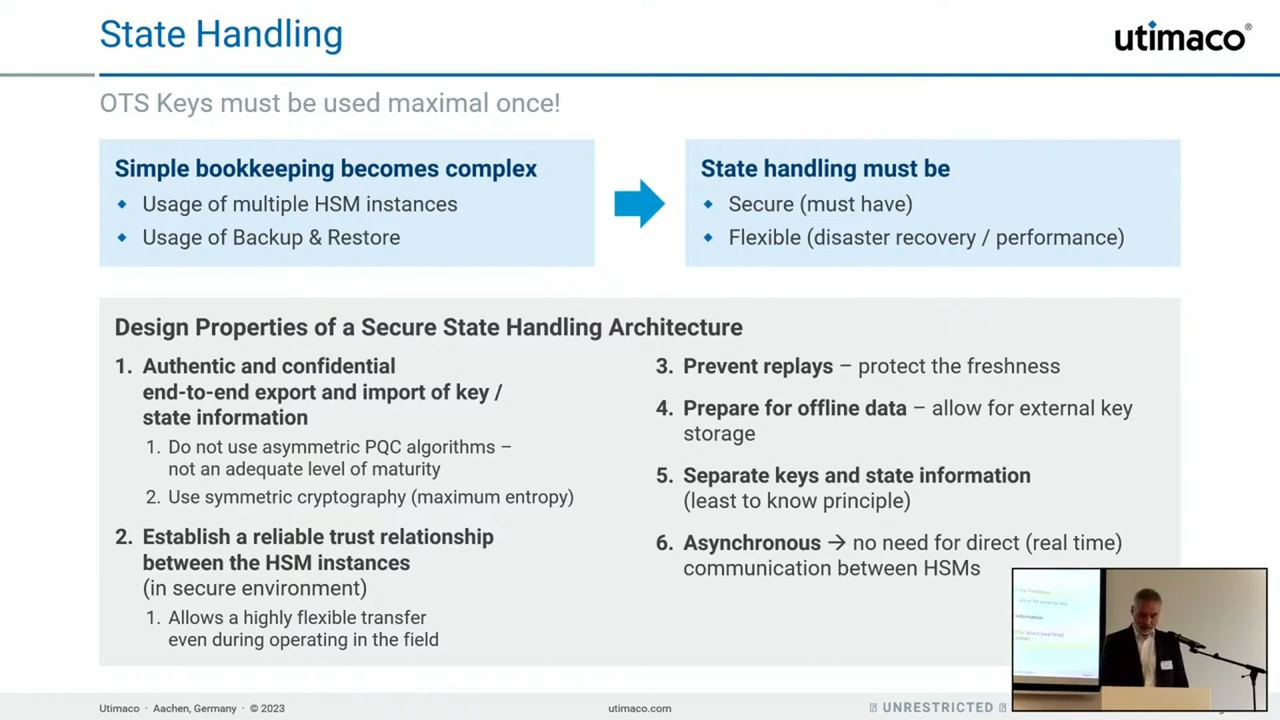 State Handling
utimaco®
OTS Keys must be used maximal once!
Simple bookkeeping becomes complex
Usage of multiple HSM instances
Usage of Backup & Restore
State handling must be
Secure (must have)
Flexible (disaster recovery / performance)
Design Properties of a Secure State Handling Architecture
1. Authentic and confidential
end-to-end export and import of key /
state information
1. Do not use asymmetric PQC algorithms –
not an adequate level of maturity
2. Use symmetric cryptography (maximum entropy)
2. Establish a reliable trust relationship
between the HSM instances
(in secure environment)
1. Allows a highly flexible transfer
even during operating in the field
3. Prevent replays – protect the freshness
4. Prepare for offline data – allow for external key
storage
5. Separate keys and state information
(least to know principle)
6. Asynchronous → no need for direct (real time)
communication between HSMs
Utimaco · Aachen, Germany · © 2023
utimaco.com
UNRESTRICTED